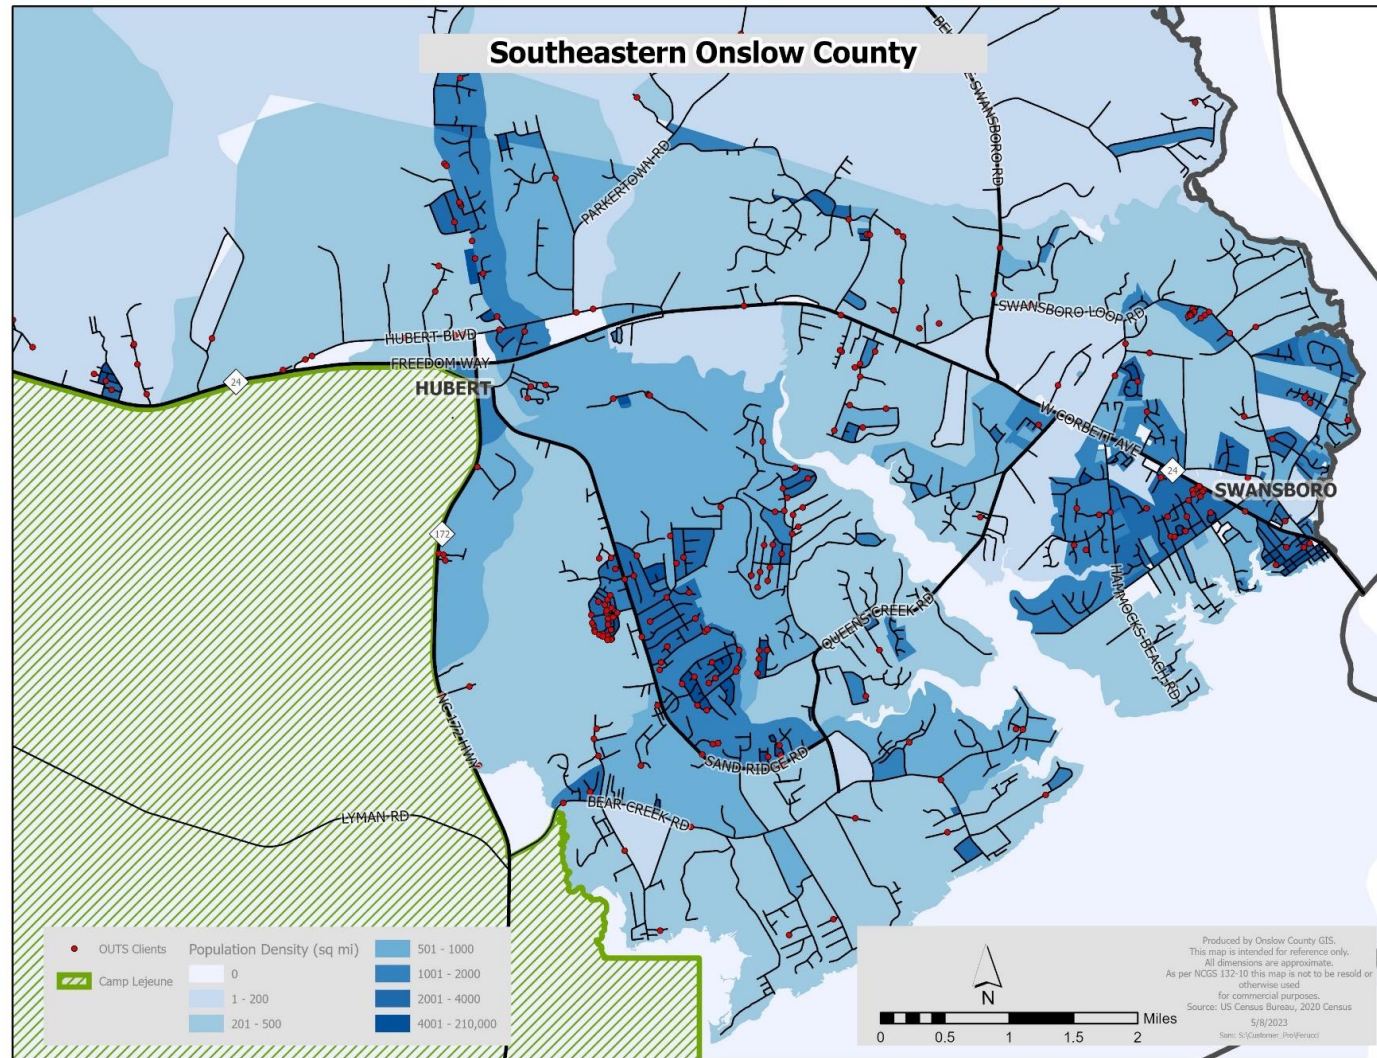 Southeastern Onslow County
SWANSBORO RD
PARKERTOWN RD
SWANSBORO LOOP RD
HUBERT BLVD
FREEDOM WAY
24
HUBERT
W CORBETT AVE
24
SWANSBORO
172
HAMMOCKS BEACH RD
QUEENS CREEK RD
NC 172 HWY
SAND RIDGE RD
BEAR CREEK RD
LYMAN RD
OUTS Clients
Camp Lejeune
Population Density (sq mi)
0
1 - 200
201 - 500
501 - 1000
1001 - 2000
2001 - 4000
4001 - 210,000
N
0 0.5 1 1.5 2 Miles
Produced by Onslow County GIS.
This map is intended for reference only.
All dimensions are approximate.
As per NCGS 132-10 this map is not to be resold or
otherwise used
for commercial purposes.
Source: US Census Bureau, 2020 Census
5/8/2023